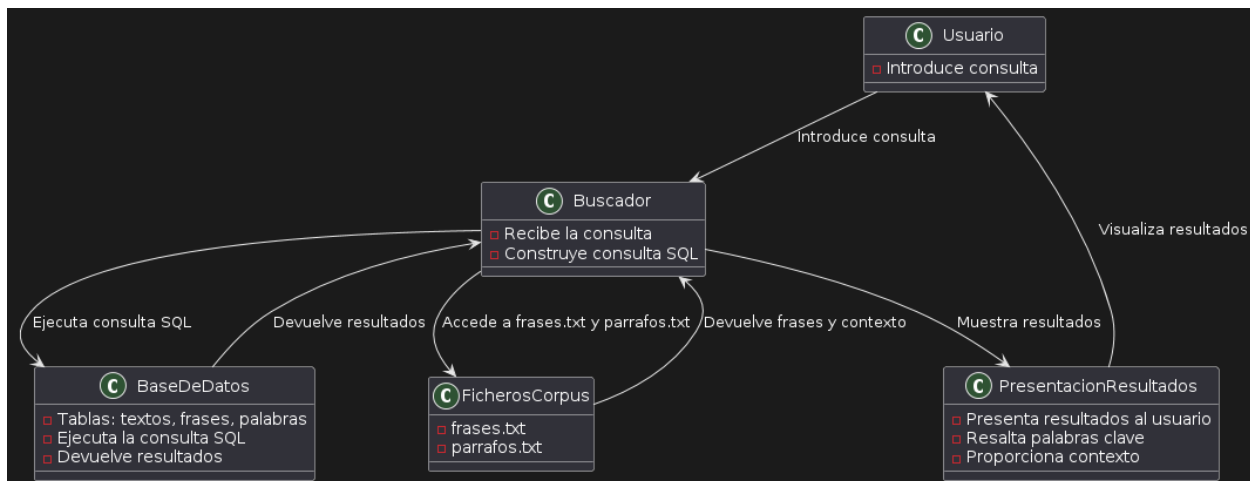 C Usuario
Introduce consulta
Introduce consulta
C Buscador
Recibe la consulta
Construye consulta SQL
Visualiza resultados
Ejecuta consulta SQL
Devuelve resultados
Accede a frases.txt y parrafos.txt
Devuelve frases y contexto
Muestra resultados
C BaseDeDatos
Tablas: textos, frases, palabras
Ejecuta la consulta SQL
Devuelve resultados
C FicherosCorpus
frases.txt
parrafos.txt
C PresentacionResultados
Presenta resultados al usuario
Resalta palabras clave
Proporciona contexto